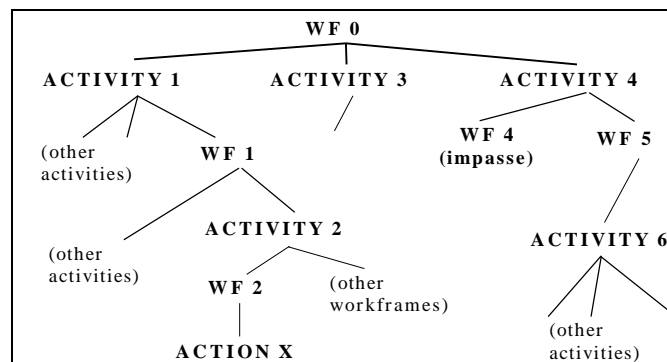 WF 0
ACTIVITY 1
ACTIVITY 3
ACTIVITY 4
(other
activities)
WF 1
WF 4
(impasse)
WF 5
(other
activities)
ACTIVITY 2
ACTIVITY 6
WF 2
(other
workframes)
ACTION X
(other
activities)